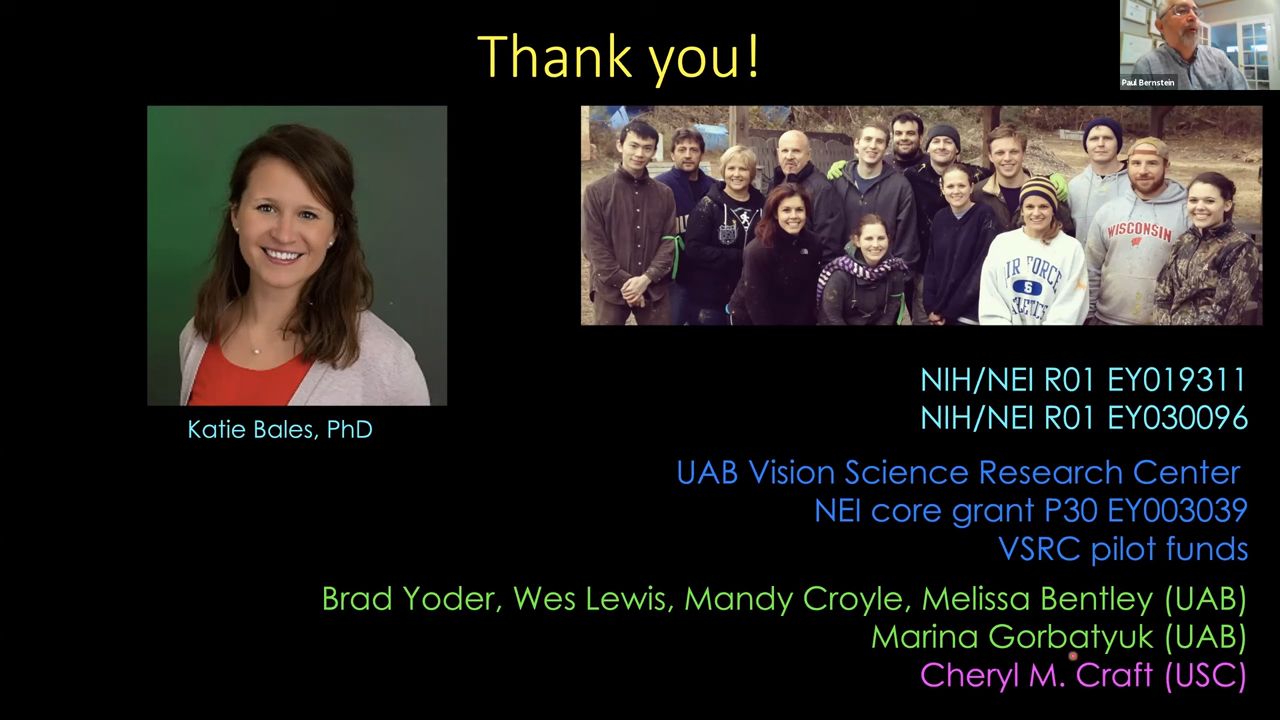 Thank you!
Paul Bernstein
WISCONSIN
AIR FORCE
Katie Bales, PhD
NIH/NEI R01 EY019311
NIH/NEI R01 EY030096
UAB Vision Science Research Center
NEI core grant P30 EY003039
VSRC pilot funds
Brad Yoder, Wes Lewis, Mandy Croyle, Melissa Bentley (UAB)
Marina Gorbatyuk (UAB)
Cheryl M. Craft (USC)